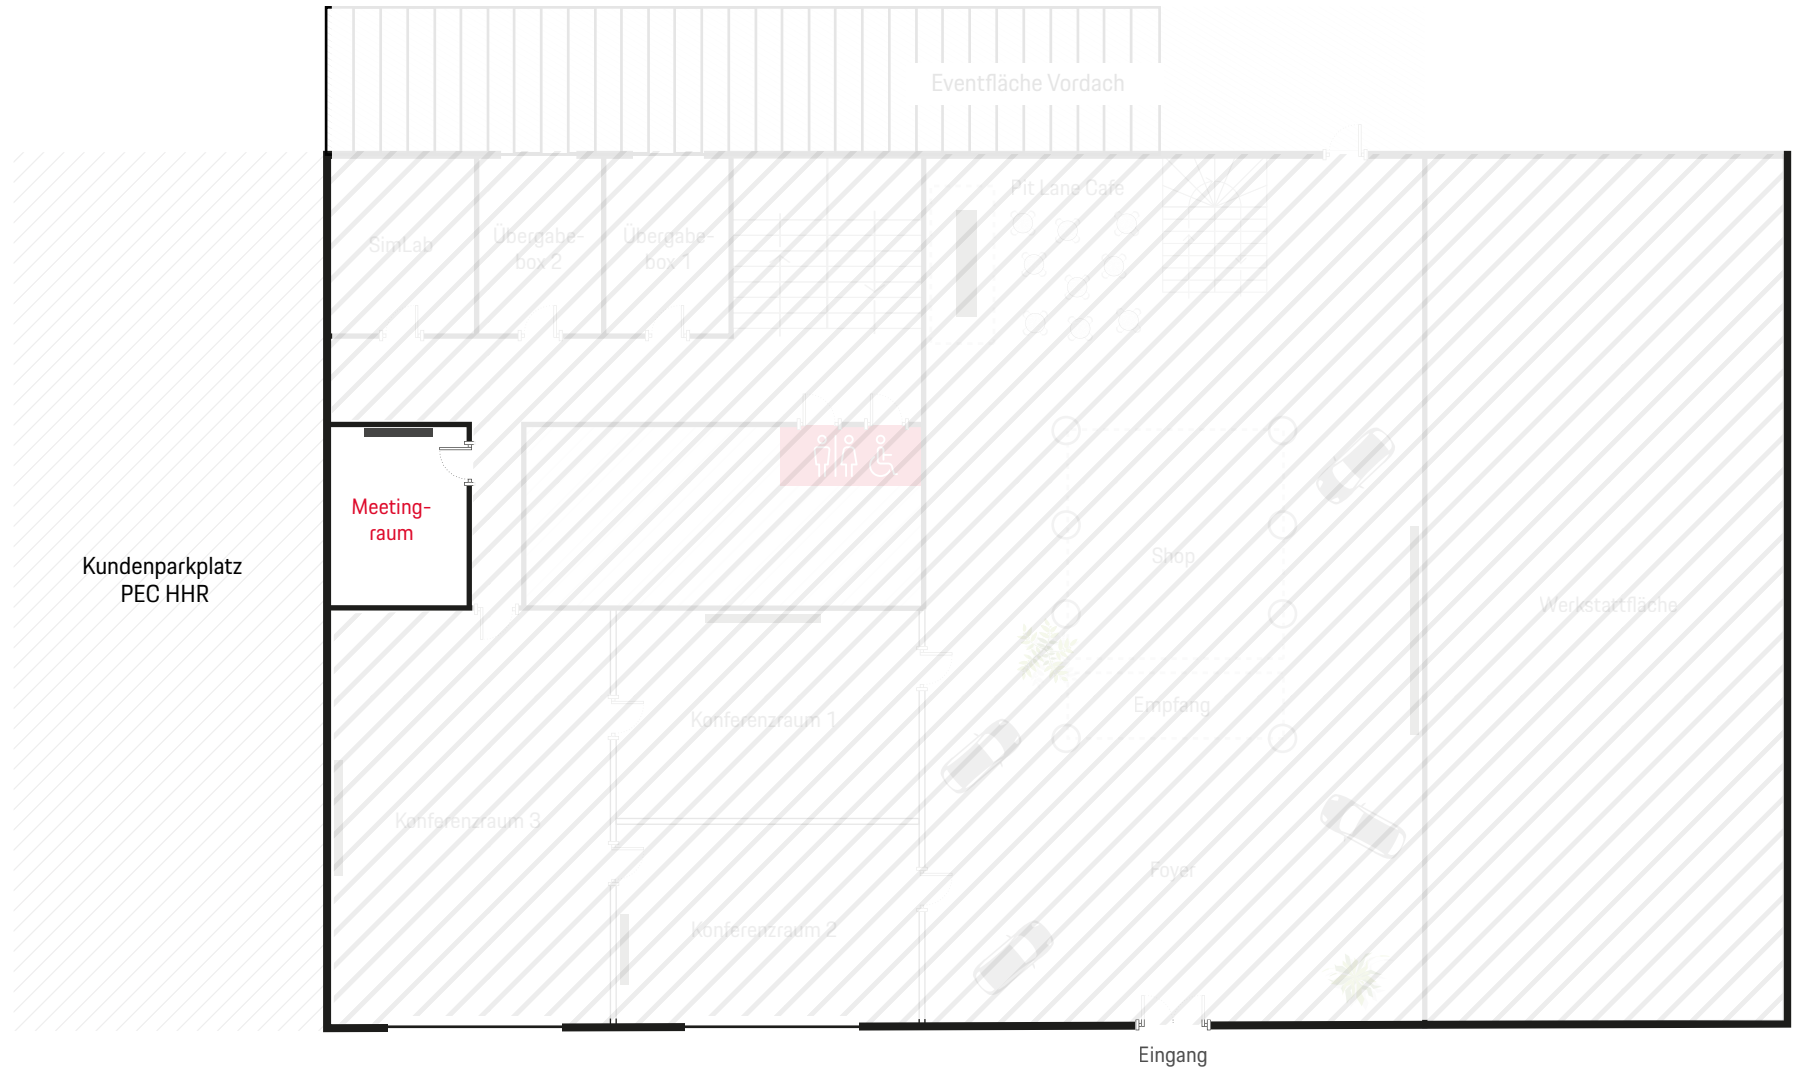 Eventfläche Vordach
Pit Lane Cafe
SimLab
Übergabe-
box 2
Übergabe-
box 1
Meeting-
raum
Kundenparkplatz
PEC HHR
Shop
Werkstattfläche
Empfang
Konferenzraum 1
Konferenzraum 3
Foyer
Konferenzraum 2
Eingang